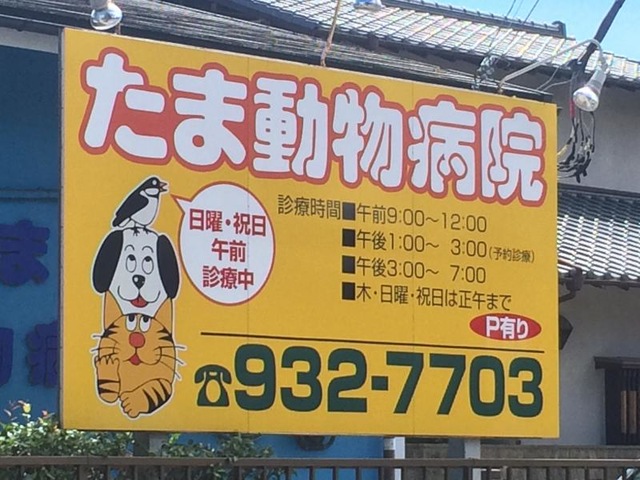 たま動物病院
日曜・祝日
午前
診療中
診療時間■午前9:00〜12:00
■午後1:00〜 3:00(予約診療)
■午後3:00〜 7:00
■木・日曜・祝日は正午まで
P有り
☎932-7703
ま